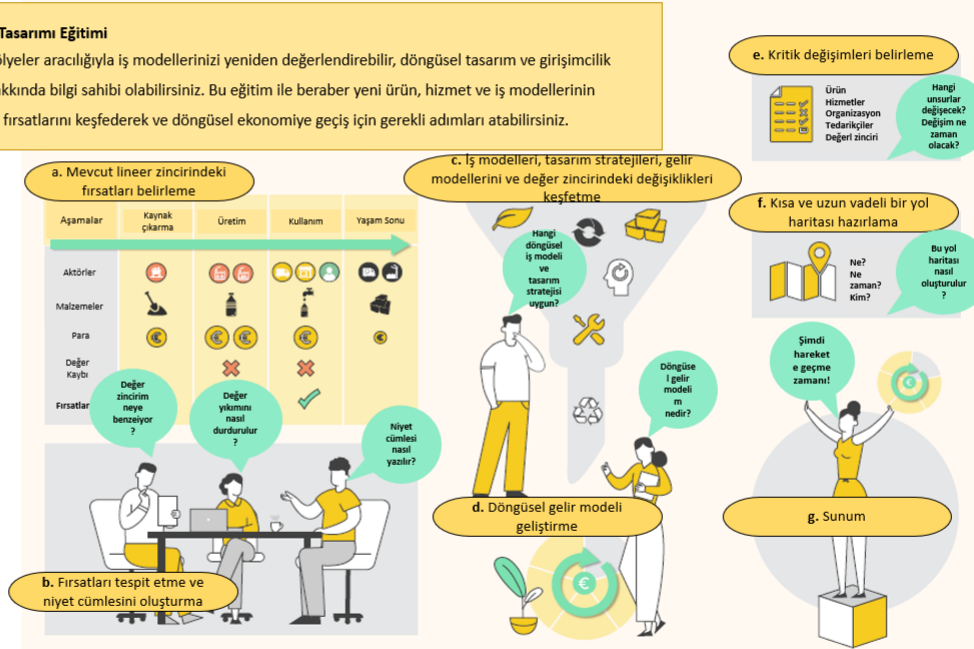 Tasarımı Eğitimi
ölyeler aracılığıyla iş modellerinizi yeniden değerlendirebilir, döngüsel tasarım ve girişimcilik
akkında bilgi sahibi olabilirsiniz. Bu eğitim ile beraber yeni ürün, hizmet ve iş modellerinin
fırsatlarını keşfederek ve döngüsel ekonomiye geçiş için gerekli adımları atabilirsiniz.
a. Mevcut lineer zincirindeki
fırsatları belirleme
Aşamalar
Kaynak
çıkarma
Üretim
Kullanım
Yaşam Sonu
Aktörler
Malzemeler
Para
Değer
Kaybı
Fırsatlar
Değer
zincirim
neye
benziyor
?
Değer
yıkımını
nasıl
durdurulur
?
Niyet
cümlesi
nasıl
yazılır?
b. Fırsatları tespit etme ve
niyet cümlesini oluşturma
c. İş modelleri, tasarım stratejileri, gelir
modellerini ve değer zincirindeki değişiklikleri
keşfetme
Hangi
döngüsel
iş modeli
ve
tasarım
stratejisi
uygun?
Döngüse
l gelir
modeli
m
nedir?
d. Döngüsel gelir modeli
geliştirme
e. Kritik değişimleri belirleme
Ürün
Hizmetler
Organizasyon
Tedarikçiler
Değerl zinciri
Hangi
unsurlar
değişecek?
Değişim ne
zaman
olacak?
f. Kısa ve uzun vadeli bir yol
haritası hazırlama
Ne?
Ne
zaman?
Kim?
Bu yol
haritası
nasıl
oluşturulur
?
Şimdi
hareket
e geçme
zamanı!
g. Sunum